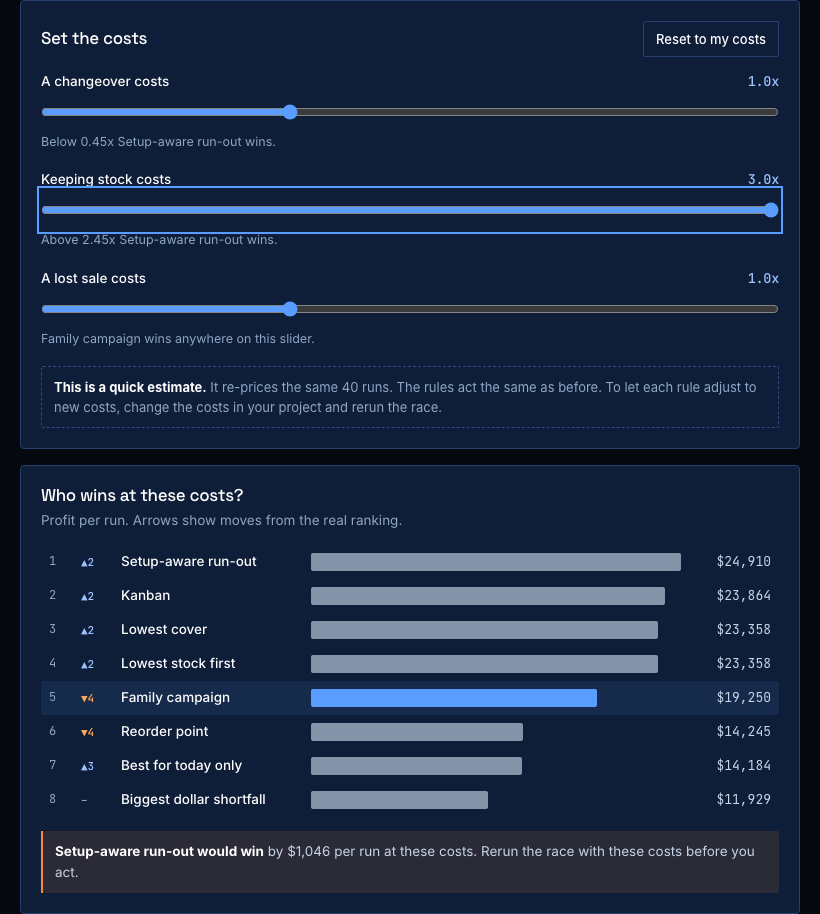 Set the costs
Reset to my costs
A changeover costs
1.0x
Below 0.45x Setup-aware run-out wins.
Keeping stock costs
3.0x
Above 2.45x Setup-aware run-out wins.
A lost sale costs
1.0x
Family campaign wins anywhere on this slider.
This is a quick estimate. It re-prices the same 40 runs. The rules act the same as before. To let each rule adjust to
new costs, change the costs in your project and rerun the race.
Who wins at these costs?
Profit per run. Arrows show moves from the real ranking.
1 ▲2 Setup-aware run-out $24,910
2 ▲2 Kanban $23,864
3 ▲2 Lowest cover $23,358
4 ▲2 Lowest stock first $23,358
5 ▼4 Family campaign $19,250
6 ▼4 Reorder point $14,245
7 ▲3 Best for today only $14,184
8 – Biggest dollar shortfall $11,929
Setup-aware run-out would win by $1,046 per run at these costs. Rerun the race with these costs before you
act.